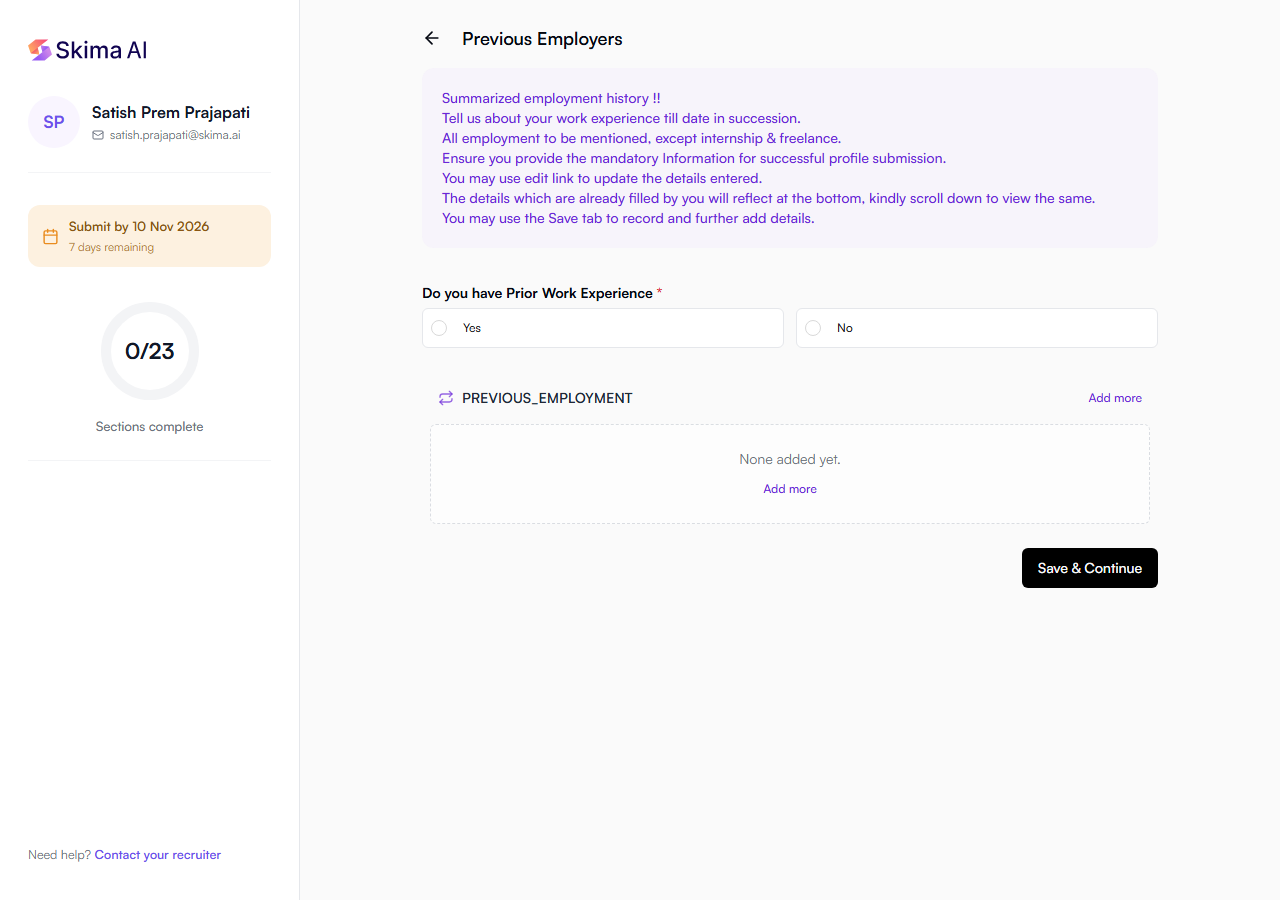 Skima AI
SP
Satish Prem Prajapati
satish.prajapati@skima.ai
Submit by 10 Nov 2026
7 days remaining
0/23
Sections complete
Need help? Contact your recruiter
Previous Employers
Summarized employment history !!
Tell us about your work experience till date in succession.
All employment to be mentioned, except internship & freelance.
Ensure you provide the mandatory Information for successful profile submission.
You may use edit link to update the details entered.
The details which are already filled by you will reflect at the bottom, kindly scroll down to view the same.
You may use the Save tab to record and further add details.
Do you have Prior Work Experience *
Yes
No
PREVIOUS_EMPLOYMENT
Add more
None added yet.
Add more
Save & Continue